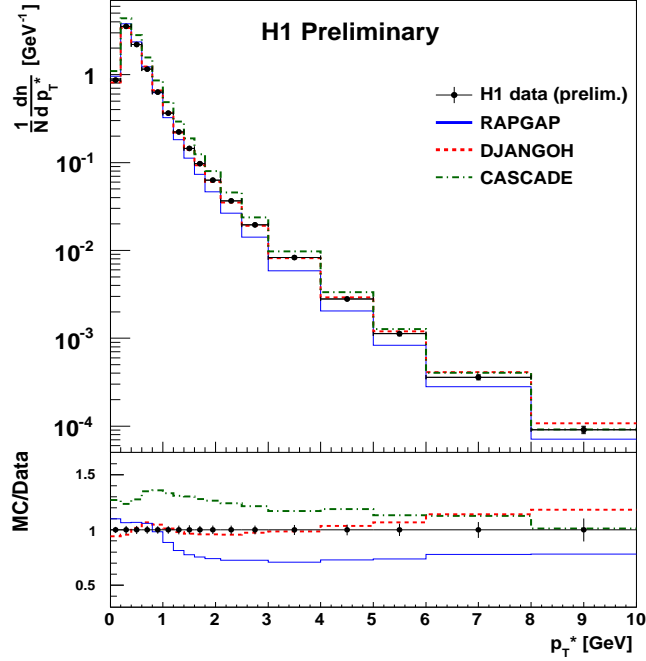 H1 Preliminary
1/N dn/d p_T* [GeV⁻¹]
H1 data (prelim.)
RAPGAP
DJANGOH
CASCADE
1
10⁻¹
10⁻²
10⁻³
10⁻⁴
MC/Data
1.5
1
0.5
0 1 2 3 4 5 6 7 8 9 10
p_T* [GeV]